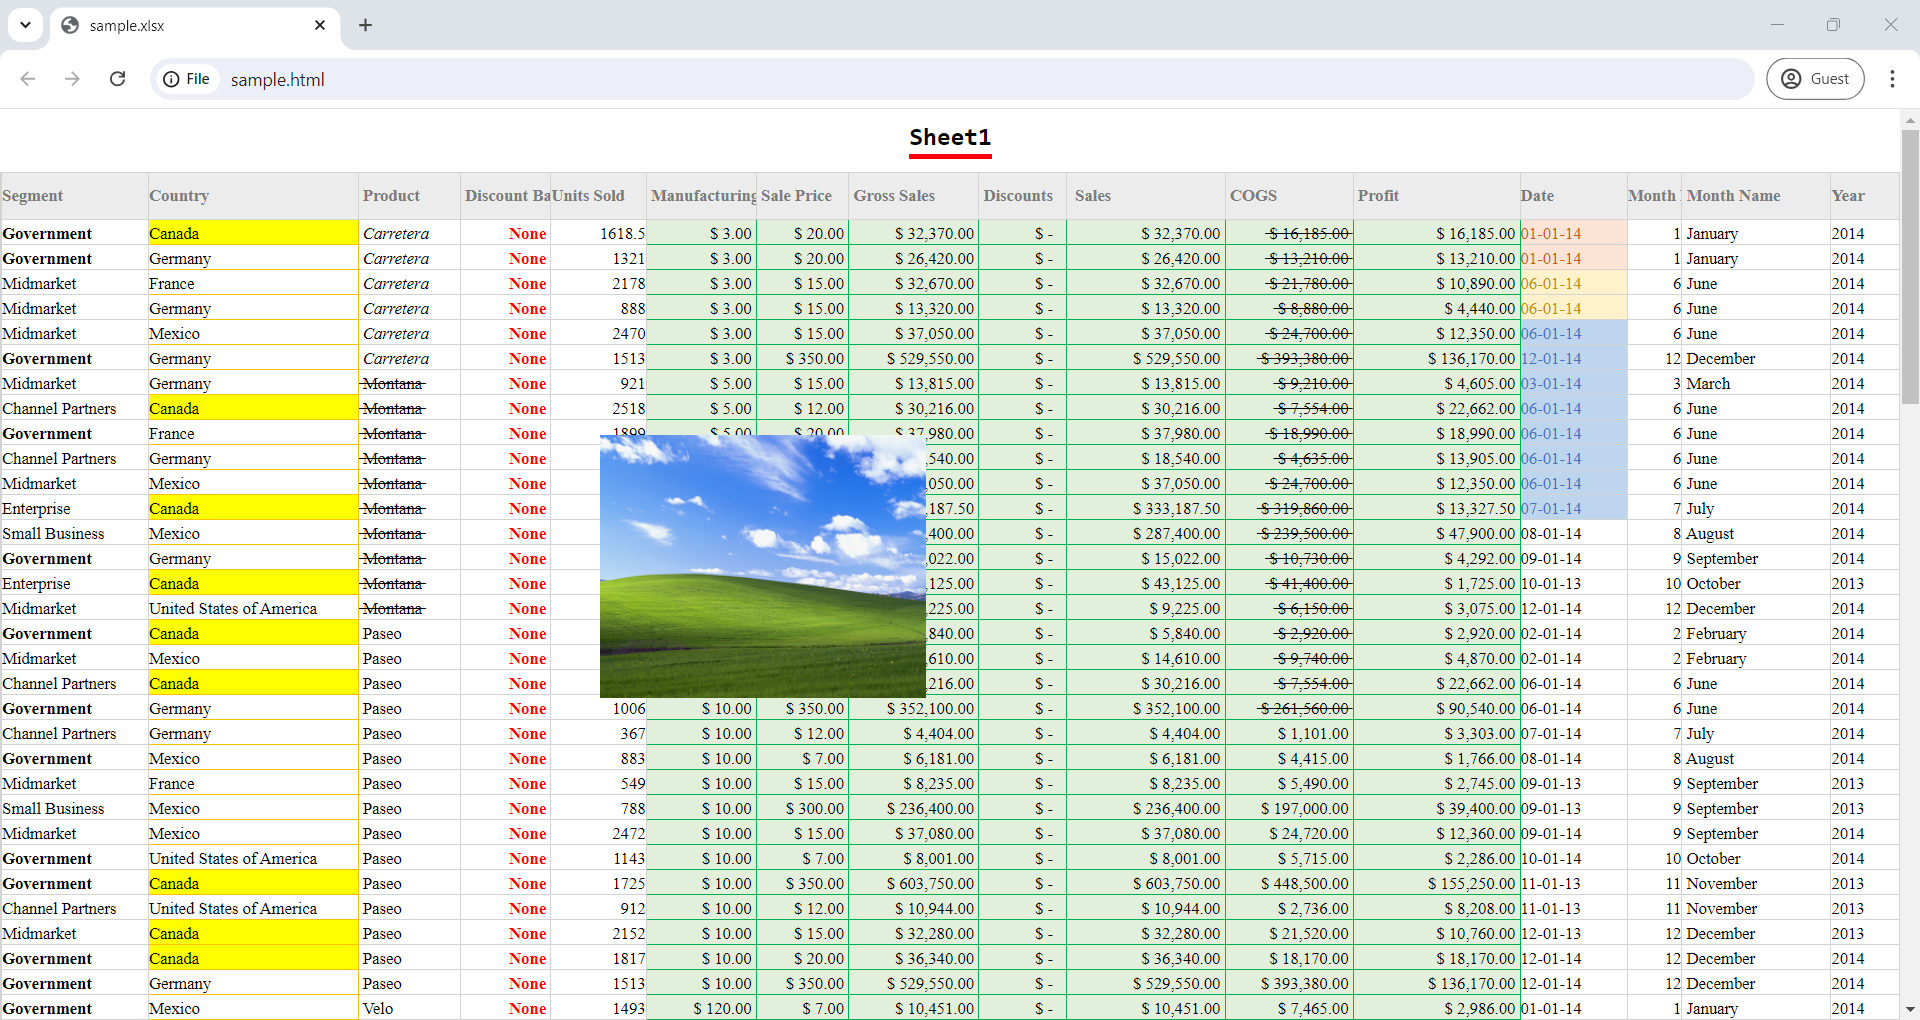 sample.xlsx
File sample.html Guest
Sheet1
Segment Country Product Discount Ba Units Sold Manufacturing Sale Price Gross Sales Discounts Sales COGS Profit Date Month Month Name Year
Government Canada Carretera None 1618.5 $ 3.00 $ 20.00 $ 32,370.00 $ - $ 32,370.00 $ 16,185.00 $ 16,185.00 01-01-14 1 January 2014
Government Germany Carretera None 1321 $ 3.00 $ 20.00 $ 26,420.00 $ - $ 26,420.00 $ 13,210.00 $ 13,210.00 01-01-14 1 January 2014
Midmarket France Carretera None 2178 $ 3.00 $ 15.00 $ 32,670.00 $ - $ 32,670.00 $ 21,780.00 $ 10,890.00 06-01-14 6 June 2014
Midmarket Germany Carretera None 888 $ 3.00 $ 15.00 $ 13,320.00 $ - $ 13,320.00 $ 8,880.00 $ 4,440.00 06-01-14 6 June 2014
Midmarket Mexico Carretera None 2470 $ 3.00 $ 15.00 $ 37,050.00 $ - $ 37,050.00 $ 24,700.00 $ 12,350.00 06-01-14 6 June 2014
Government Germany Carretera None 1513 $ 3.00 $ 350.00 $ 529,550.00 $ - $ 529,550.00 $ 393,380.00 $ 136,170.00 12-01-14 12 December 2014
Midmarket Germany Montana None 921 $ 5.00 $ 15.00 $ 13,815.00 $ - $ 13,815.00 $ 9,210.00 $ 4,605.00 03-01-14 3 March 2014
Channel Partners Canada Montana None 2518 $ 5.00 $ 12.00 $ 30,216.00 $ - $ 30,216.00 $ 7,554.00 $ 22,662.00 06-01-14 6 June 2014
Government France Montana None 1899 $ 5.00 $ 20.00 $ 37,980.00 $ - $ 37,980.00 $ 18,990.00 $ 18,990.00 06-01-14 6 June 2014
Channel Partners Germany Montana None ,540.00 $ - $ 18,540.00 $ 4,635.00 $ 13,905.00 06-01-14 6 June 2014
Midmarket Mexico Montana None ,050.00 $ - $ 37,050.00 $ 24,700.00 $ 12,350.00 06-01-14 6 June 2014
Enterprise Canada Montana None ,187.50 $ - $ 333,187.50 $ 319,860.00 $ 13,327.50 07-01-14 7 July 2014
Small Business Mexico Montana None ,400.00 $ - $ 287,400.00 $ 239,500.00 $ 47,900.00 08-01-14 8 August 2014
Government Germany Montana None ,022.00 $ - $ 15,022.00 $ 10,730.00 $ 4,292.00 09-01-14 9 September 2014
Enterprise Canada Montana None ,125.00 $ - $ 43,125.00 $ 41,400.00 $ 1,725.00 10-01-13 10 October 2013
Midmarket United States of America Montana None ,225.00 $ - $ 9,225.00 $ 6,150.00 $ 3,075.00 12-01-14 12 December 2014
Government Canada Paseo None ,840.00 $ - $ 5,840.00 $ 2,920.00 $ 2,920.00 02-01-14 2 February 2014
Midmarket Mexico Paseo None ,610.00 $ - $ 14,610.00 $ 9,740.00 $ 4,870.00 02-01-14 2 February 2014
Channel Partners Canada Paseo None ,216.00 $ - $ 30,216.00 $ 7,554.00 $ 22,662.00 06-01-14 6 June 2014
Government Germany Paseo None 1006 $ 10.00 $ 350.00 $ 352,100.00 $ - $ 352,100.00 $ 261,560.00 $ 90,540.00 06-01-14 6 June 2014
Channel Partners Germany Paseo None 367 $ 10.00 $ 12.00 $ 4,404.00 $ - $ 4,404.00 $ 1,101.00 $ 3,303.00 07-01-14 7 July 2014
Government Mexico Paseo None 883 $ 10.00 $ 7.00 $ 6,181.00 $ - $ 6,181.00 $ 4,415.00 $ 1,766.00 08-01-14 8 August 2014
Midmarket France Paseo None 549 $ 10.00 $ 15.00 $ 8,235.00 $ - $ 8,235.00 $ 5,490.00 $ 2,745.00 09-01-13 9 September 2013
Small Business Mexico Paseo None 788 $ 10.00 $ 300.00 $ 236,400.00 $ - $ 236,400.00 $ 197,000.00 $ 39,400.00 09-01-13 9 September 2013
Midmarket Mexico Paseo None 2472 $ 10.00 $ 15.00 $ 37,080.00 $ - $ 37,080.00 $ 24,720.00 $ 12,360.00 09-01-14 9 September 2014
Government United States of America Paseo None 1143 $ 10.00 $ 7.00 $ 8,001.00 $ - $ 8,001.00 $ 5,715.00 $ 2,286.00 10-01-14 10 October 2014
Government Canada Paseo None 1725 $ 10.00 $ 350.00 $ 603,750.00 $ - $ 603,750.00 $ 448,500.00 $ 155,250.00 11-01-13 11 November 2013
Channel Partners United States of America Paseo None 912 $ 10.00 $ 12.00 $ 10,944.00 $ - $ 10,944.00 $ 2,736.00 $ 8,208.00 11-01-13 11 November 2013
Midmarket Canada Paseo None 2152 $ 10.00 $ 15.00 $ 32,280.00 $ - $ 32,280.00 $ 21,520.00 $ 10,760.00 12-01-13 12 December 2013
Government Canada Paseo None 1817 $ 10.00 $ 20.00 $ 36,340.00 $ - $ 36,340.00 $ 18,170.00 $ 18,170.00 12-01-14 12 December 2014
Government Germany Paseo None 1513 $ 10.00 $ 350.00 $ 529,550.00 $ - $ 529,550.00 $ 393,380.00 $ 136,170.00 12-01-14 12 December 2014
Government Mexico Velo None 1493 $ 120.00 $ 7.00 $ 10,451.00 $ - $ 10,451.00 $ 7,465.00 $ 2,986.00 01-01-14 1 January 2014